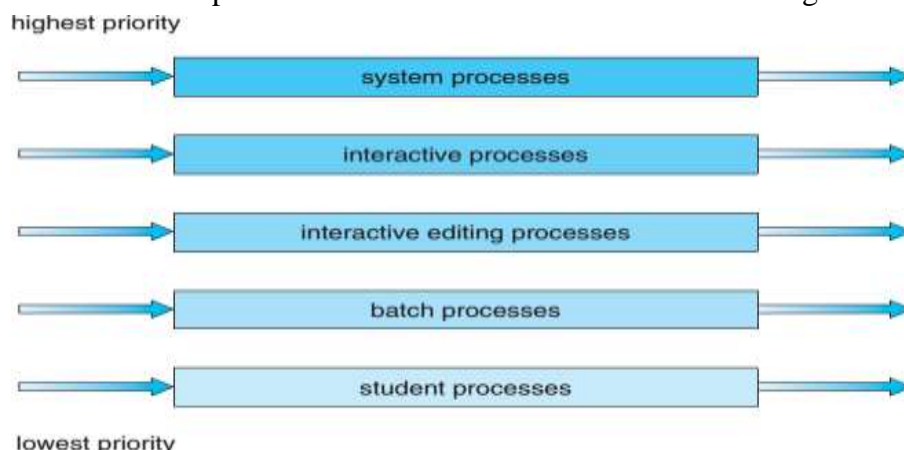 highest priority
system processes
interactive processes
interactive editing processes
batch processes
student processes
lowest priority